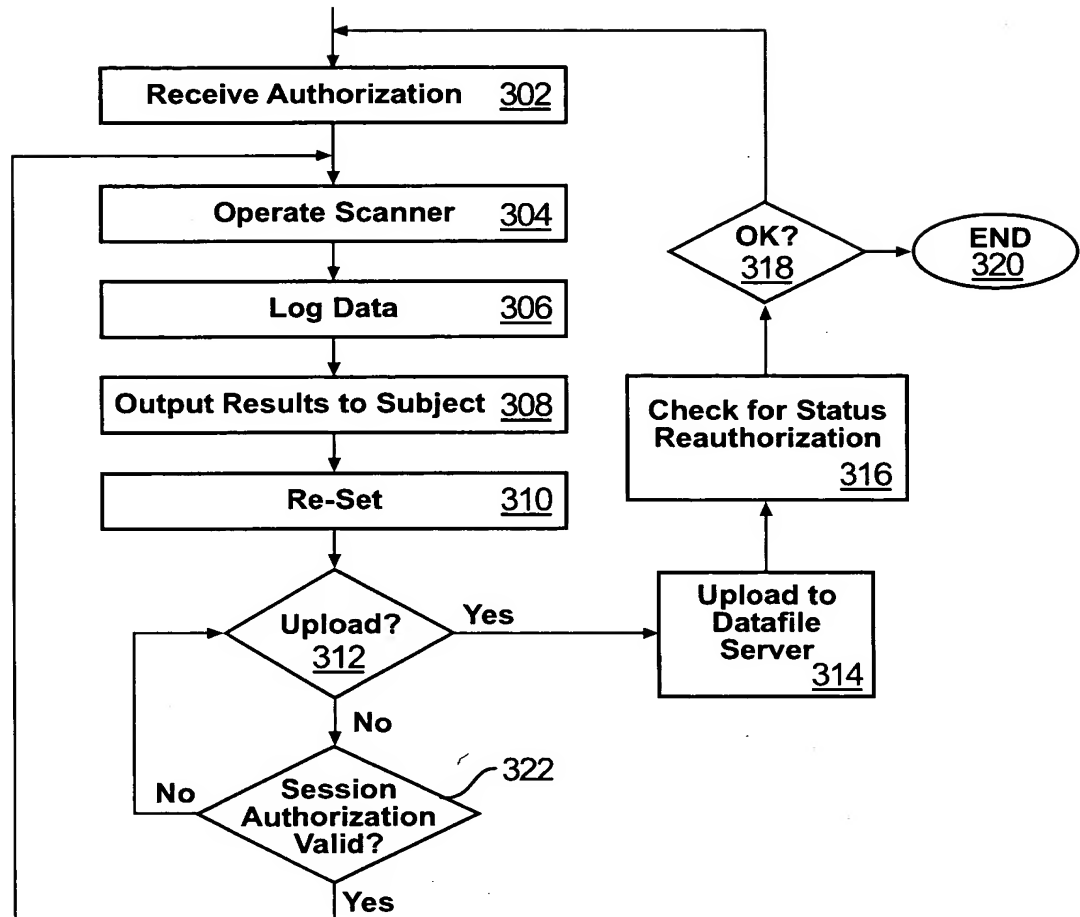 Receive Authorization 302
Operate Scanner 304
Log Data 306
Output Results to Subject 308
Re-Set 310
Upload?
312
Yes
No
Session
Authorization
Valid?
322
No
Yes
Upload to
Datafile
Server
314
Check for Status
Reauthorization
316
OK?
318
END
320